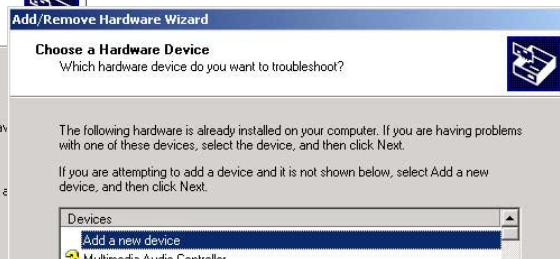 Add/Remove Hardware Wizard
Choose a Hardware Device
Which hardware device do you want to troubleshoot?
The following hardware is already installed on your computer. If you are having problems
with one of these devices, select the device, and then click Next.
If you are attempting to add a device and it is not shown below, select Add a new
device, and then click Next.
Devices
Add a new device
Multimedia Audio Controller